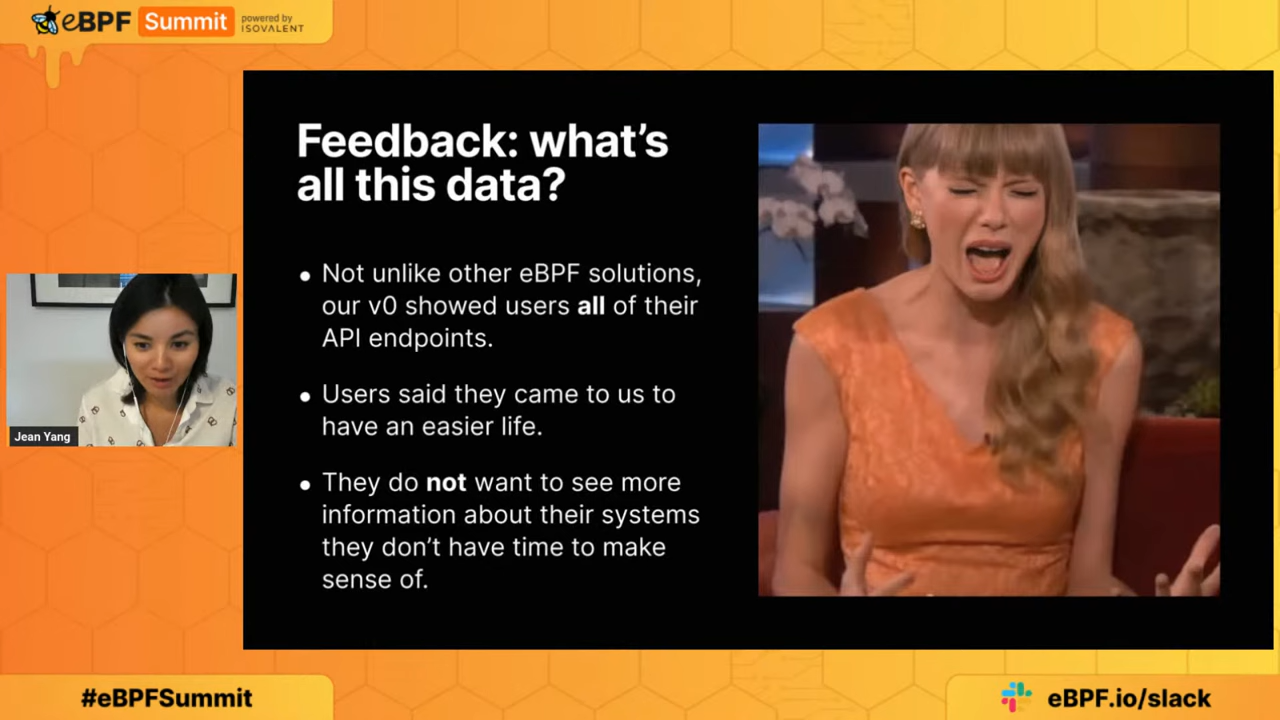 eBPF Summit powered by ISOVALENT
Feedback: what's
all this data?
• Not unlike other eBPF solutions,
our v0 showed users all of their
API endpoints.
• Users said they came to us to
have an easier life.
• They do not want to see more
information about their systems
they don't have time to make
sense of.
Jean Yang
#eBPFSummit
eBPF.io/slack